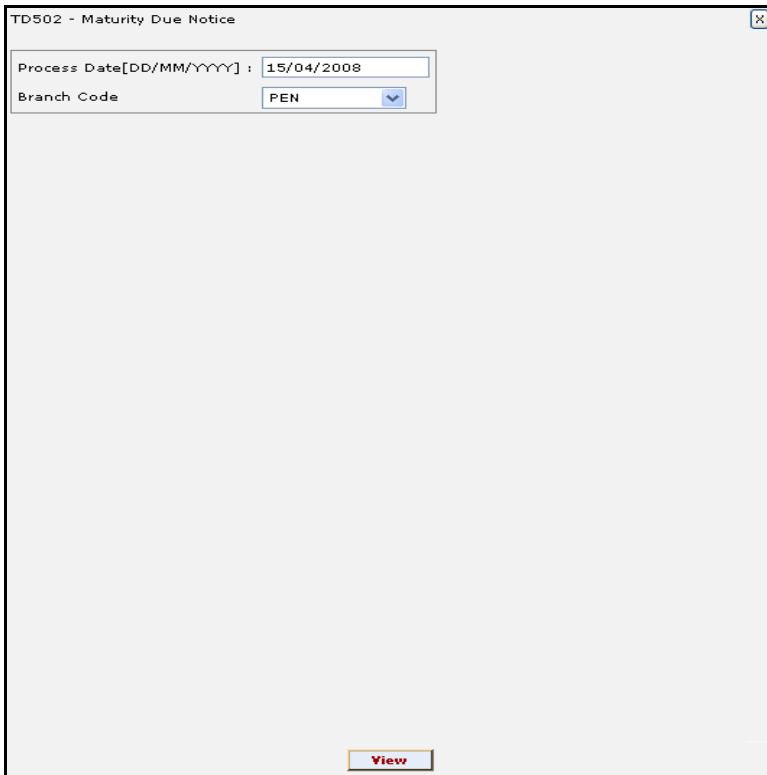 TD502 - Maturity Due Notice
Process Date[DD/MM/YYYY] : 15/04/2008
Branch Code PEN
View